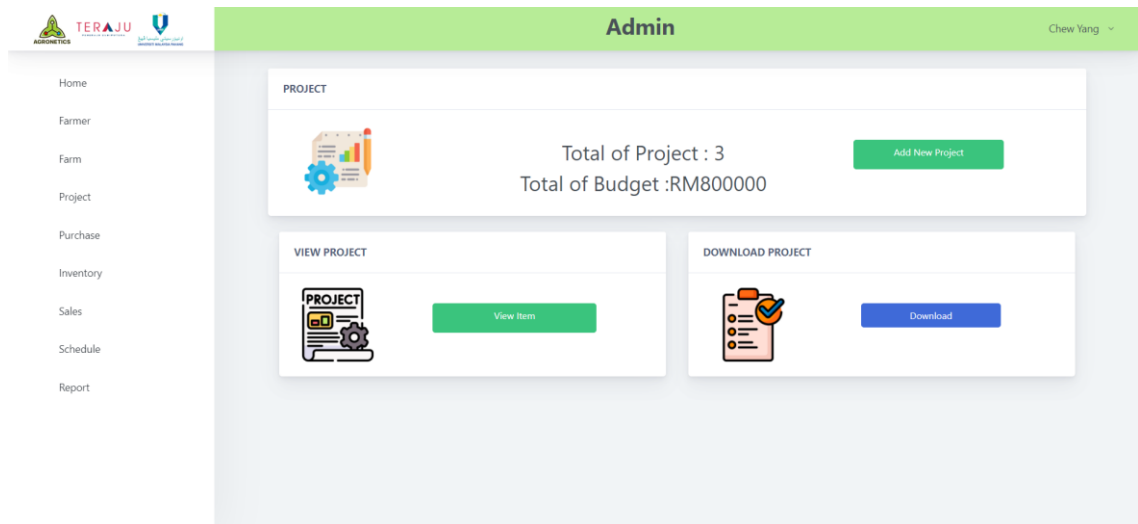 AGRONETICS
TERAJU
Admin
Chew Yang
Home
Farmer
Farm
Project
Purchase
Inventory
Sales
Schedule
Report
PROJECT
Total of Project : 3
Total of Budget :RM800000
Add New Project
VIEW PROJECT
PROJECT
View Item
DOWNLOAD PROJECT
Download